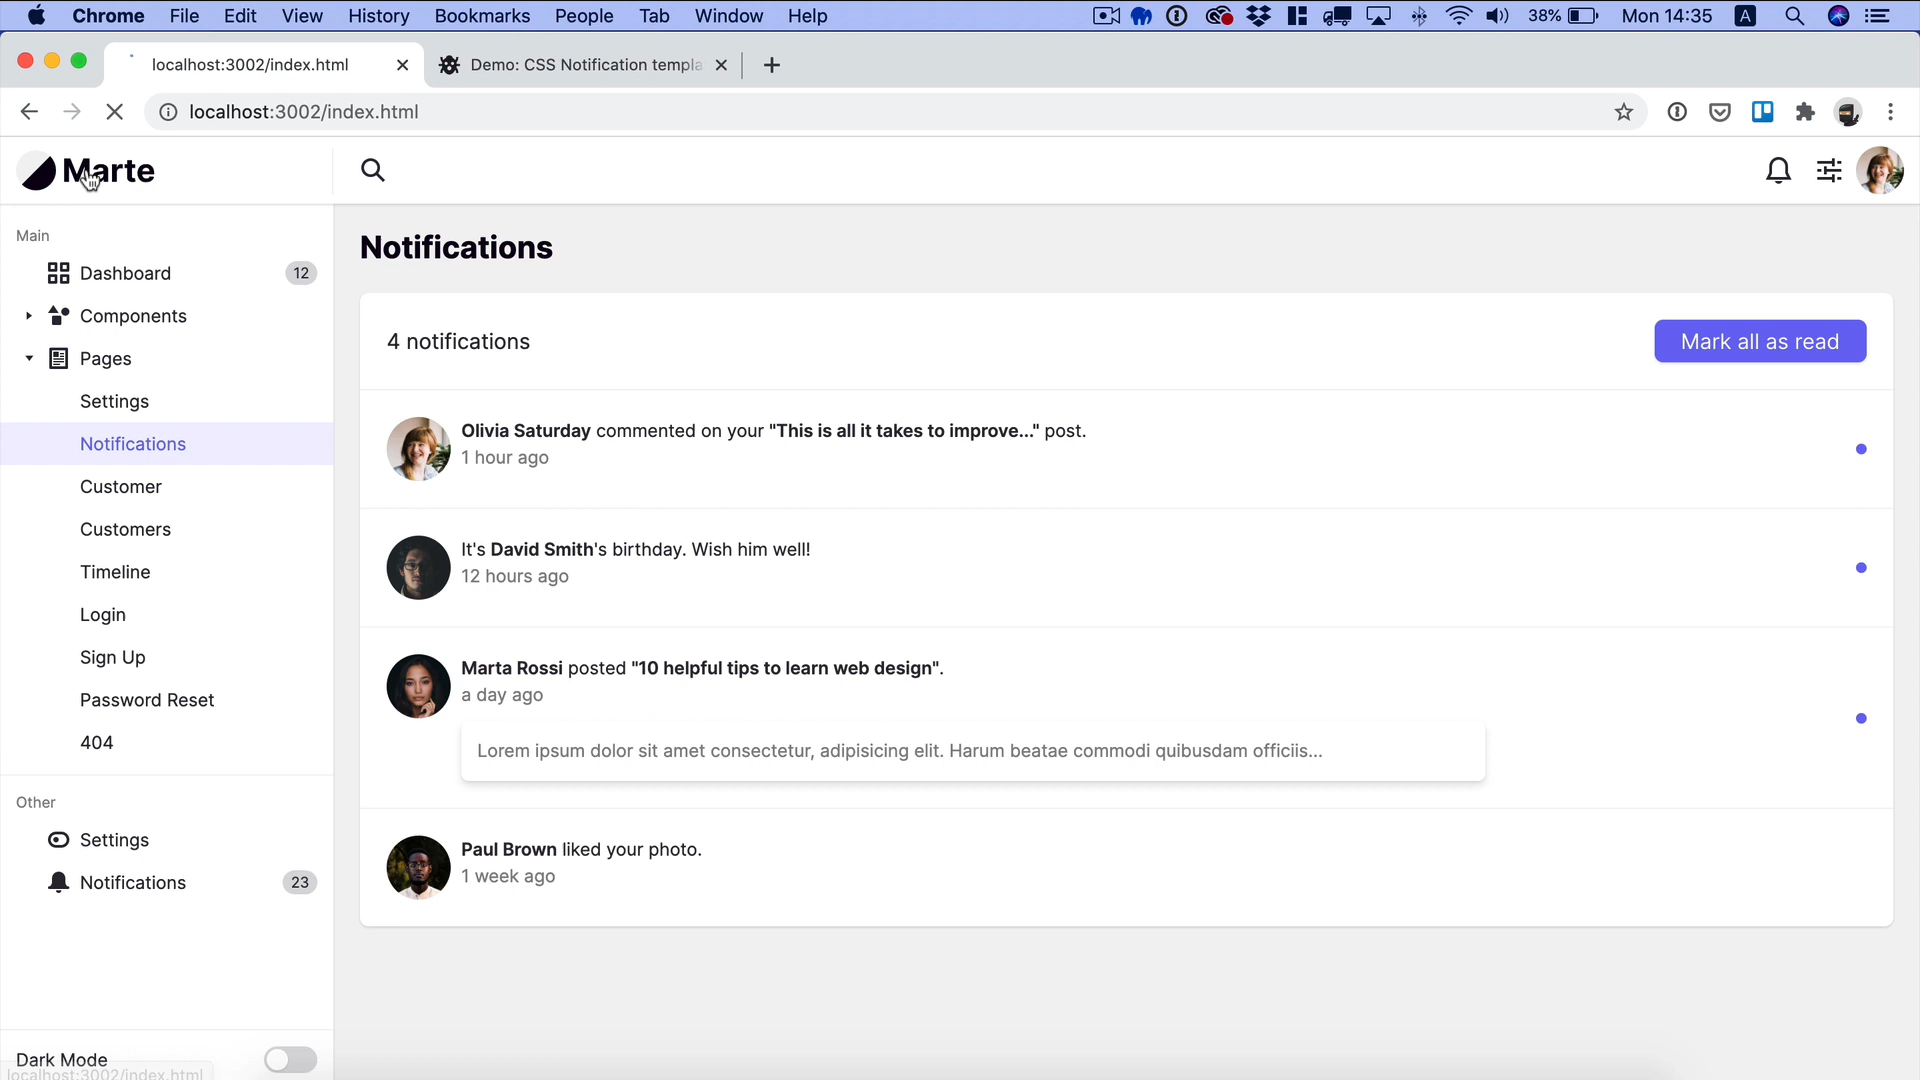 Chrome File Edit View History Bookmarks People Tab Window Help 38% Mon 14:35 A
localhost:3002/index.html Demo: CSS Notification templa
localhost:3002/index.html
Marte
Main
Dashboard 12
Components
Pages
Settings
Notifications
Customer
Customers
Timeline
Login
Sign Up
Password Reset
404
Other
Settings
Notifications 23
Dark Mode
localhost:3002/index.html
Notifications
4 notifications Mark all as read
Olivia Saturday commented on your "This is all it takes to improve..." post.
1 hour ago
It's David Smith's birthday. Wish him well!
12 hours ago
Marta Rossi posted "10 helpful tips to learn web design".
a day ago
Lorem ipsum dolor sit amet consectetur, adipisicing elit. Harum beatae commodi quibusdam officiis...
Paul Brown liked your photo.
1 week ago